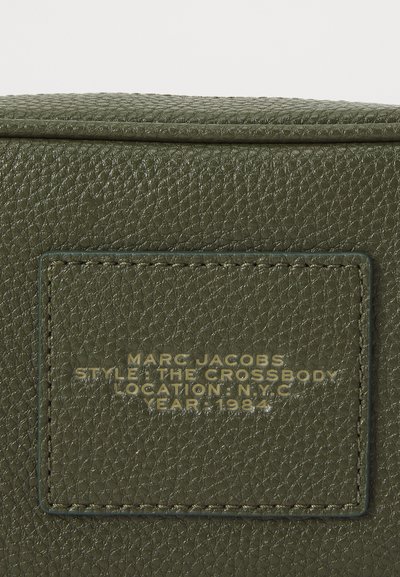 MARC JACOBS
STYLE : THE CROSSBODY
LOCATION : N.Y.C
YEAR : 1984